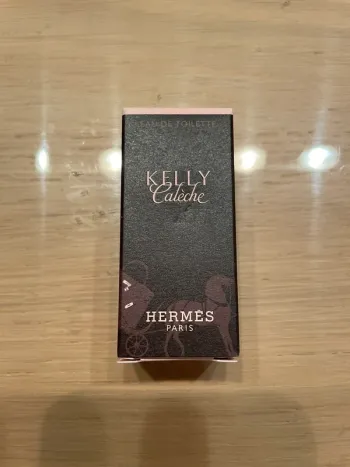 EAU DE TOILETTE
KELLY
Calèche
HERMÈS
PARIS